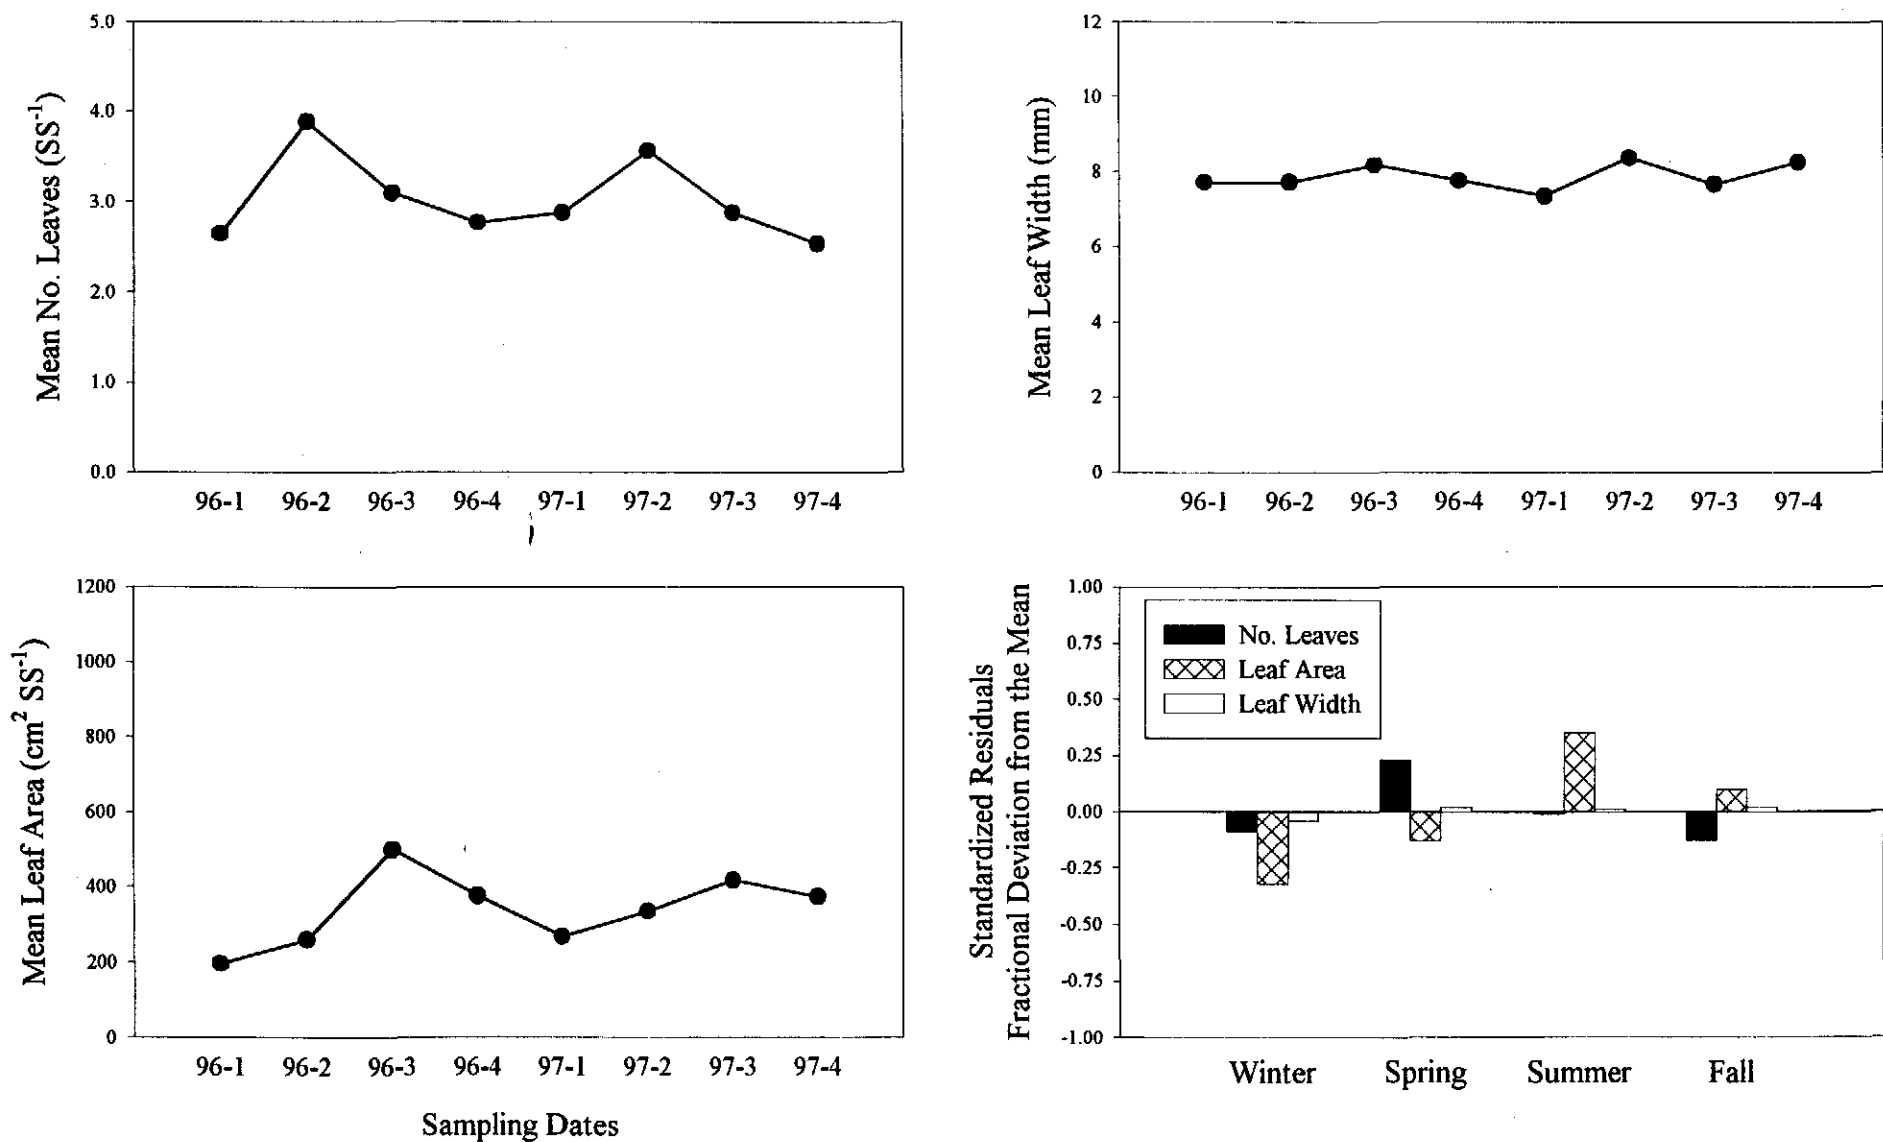 Mean No. Leaves (SS⁻¹)
5.0
4.0
3.0
2.0
1.0
0.0
96-1 96-2 96-3 96-4 97-1 97-2 97-3 97-4
Mean Leaf Width (mm)
12
10
8
6
4
2
0
96-1 96-2 96-3 96-4 97-1 97-2 97-3 97-4
Mean Leaf Area (cm² SS⁻¹)
1200
1000
800
600
400
200
0
96-1 96-2 96-3 96-4 97-1 97-2 97-3 97-4
Sampling Dates
Standardized Residuals
Fractional Deviation from the Mean
1.00
0.75
0.50
0.25
0.00
-0.25
-0.50
-0.75
-1.00
No. Leaves
Leaf Area
Leaf Width
Winter Spring Summer Fall